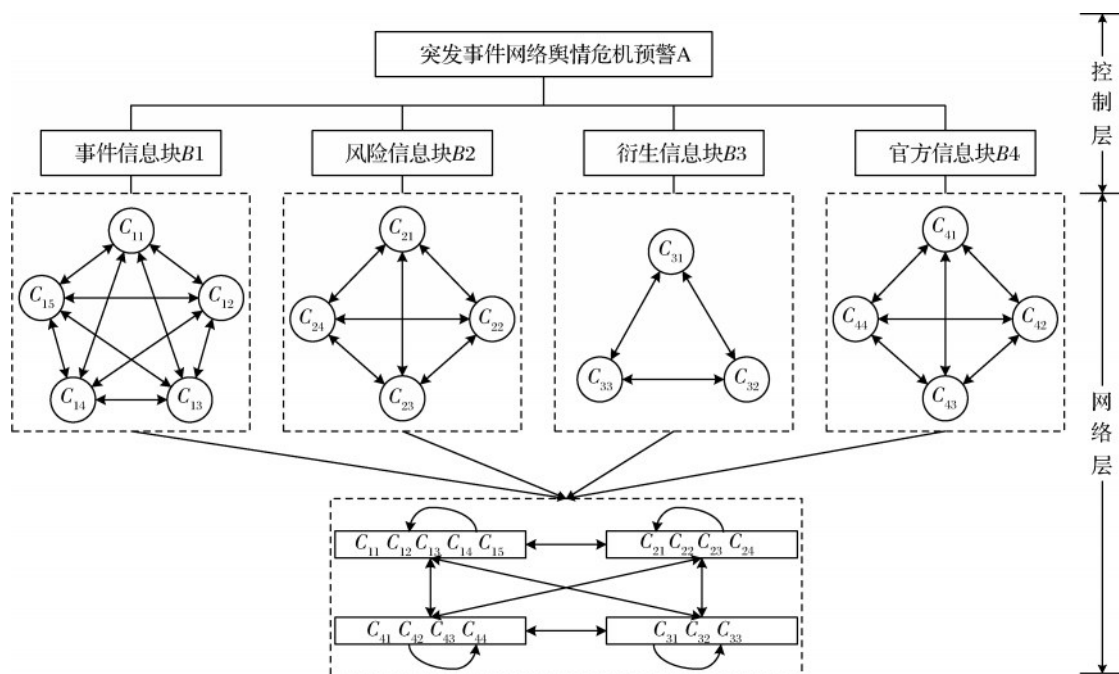 突发事件网络舆情危机预警A
控制层
事件信息块B1
风险信息块B2
衍生信息块B3
官方信息块B4
C11
C15
C12
C14
C13
C21
C24
C22
C23
C31
C33
C32
C41
C44
C42
C43
网络层
C11 C12 C13 C14 C15
C21 C22 C23 C24
C41 C42 C43 C44
C31 C32 C33